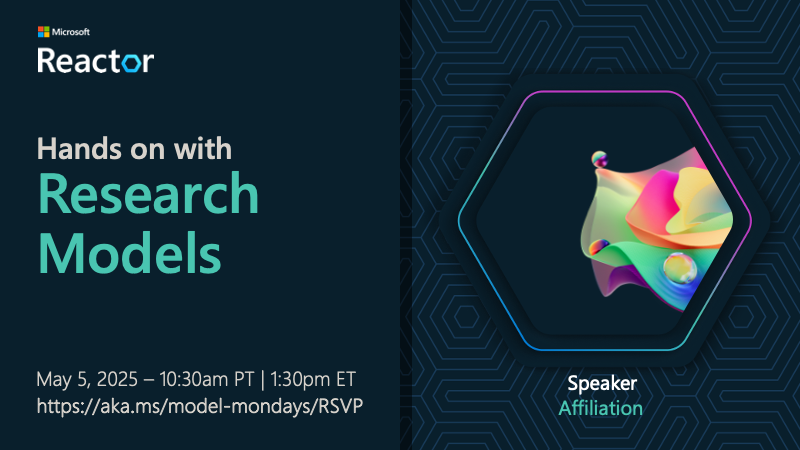 Microsoft
Reactor
Hands on with
Research
Models
May 5, 2025 – 10:30am PT | 1:30pm ET
https://aka.ms/model-mondays/RSVP
Speaker
Affiliation